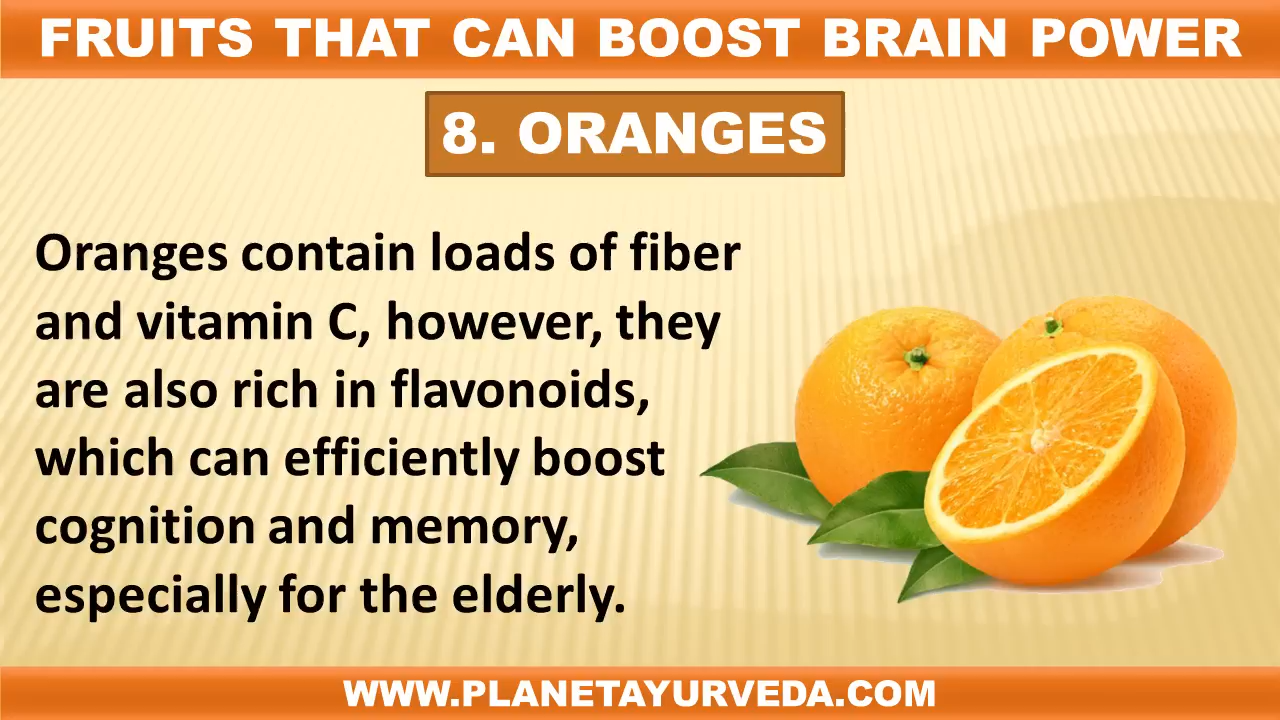 FRUITS THAT CAN BOOST BRAIN POWER
8. ORANGES
Oranges contain loads of fiber
and vitamin C, however, they
are also rich in flavonoids,
which can efficiently boost
cognition and memory,
especially for the elderly.
WWW.PLANETAYURVEDA.COM